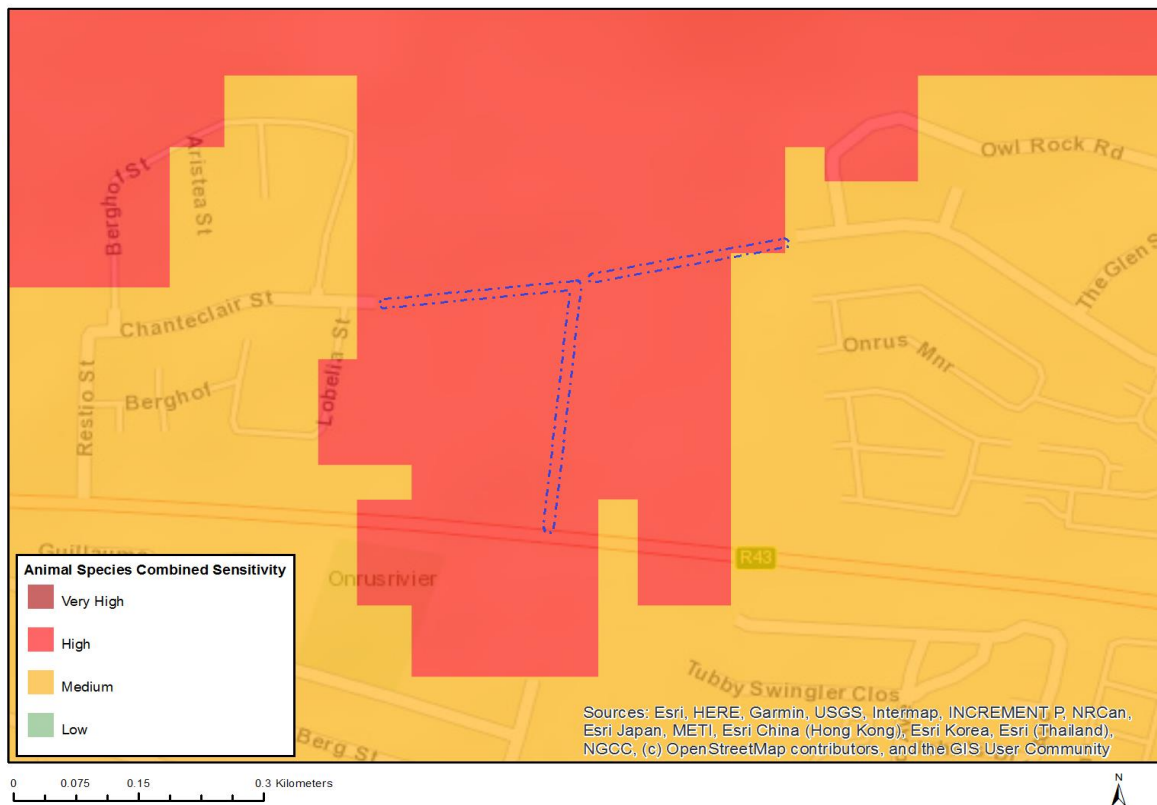 Owl Rock Rd
Aristea St
Berghof St
The Glen S
Chanteclair St
Lobelia St
Onrus Mnr
Restio St
Berghof
R43
Onrusrivier
Animal Species Combined Sensitivity
Very High
High
Medium
Low
Tubby Swingler Clos
Berg St
Sources: Esri, HERE, Garmin, USGS, Intermap, INCREMENT P, NRCan,
Esri Japan, METI, Esri China (Hong Kong), Esri Korea, Esri (Thailand),
NGCC, (c) OpenStreetMap contributors, and the GIS User Community
0 0.075 0.15 0.3 Kilometers
N